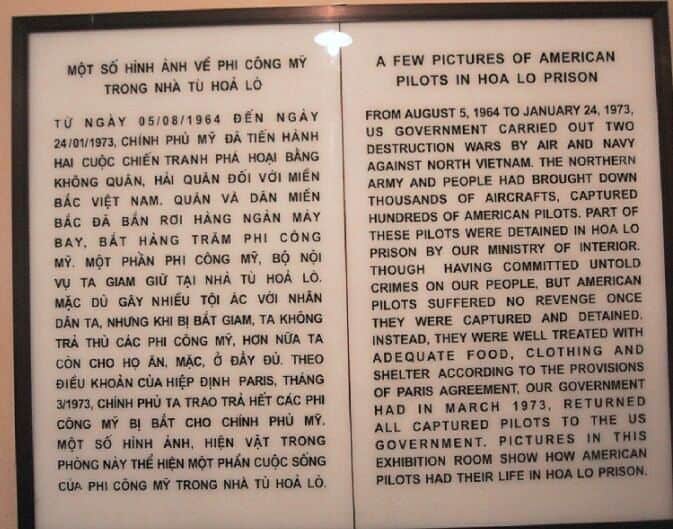 MỘT SỐ HÌNH ẢNH VỀ PHI CÔNG MỸ
TRONG NHÀ TÙ HOẢ LÒ
TỪ NGÀY 05/08/1964 ĐẾN NGÀY
24/01/1973, CHÍNH PHỦ MỸ ĐÃ TIẾN HÀNH
HAI CUỘC CHIẾN TRANH PHÁ HOẠI BẰNG
KHÔNG QUÂN, HẢI QUÂN ĐỐI VỚI MIỀN
BẮC VIỆT NAM. QUÂN VÀ DÂN MIỀN
BẮC ĐÃ BẮN RƠI HÀNG NGÀN MÁY
BAY, BẮT HÀNG TRĂM PHI CÔNG
MỸ. MỘT PHẦN PHI CÔNG MỸ, BỘ NỘI
VỤ TA GIAM GIỮ TẠI NHÀ TÙ HOẢ LÒ.
MẶC DÙ GÂY NHIỀU TỘI ÁC VỚI NHÂN
DÂN TA, NHƯNG KHI BỊ BẮT GIAM, TA KHÔNG
TRẢ THÙ CÁC PHI CÔNG MỸ, HƠN NỮA TA
CÒN CHO HỌ ĂN, MẶC, Ở ĐẦY ĐỦ. THEO
ĐIỀU KHOẢN CỦA HIỆP ĐỊNH PARIS, THÁNG
3/1973, CHÍNH PHỦ TA TRAO TRẢ HẾT CÁC PHI
CÔNG MỸ BỊ BẮT CHO CHÍNH PHỦ MỸ.
MỘT SỐ HÌNH ẢNH, HIỆN VẬT TRONG
PHÒNG NÀY THỂ HIỆN MỘT PHẦN CUỘC SỐNG
CỦA PHI CÔNG MỸ TRONG NHÀ TÙ HOẢ LÒ.
A FEW PICTURES OF AMERICAN
PILOTS IN HOA LO PRISON
FROM AUGUST 5, 1964 TO JANUARY 24, 1973,
US GOVERNMENT CARRIED OUT TWO
DESTRUCTION WARS BY AIR AND NAVY
AGAINST NORTH VIETNAM. THE NORTHERN
ARMY AND PEOPLE HAD BROUGHT DOWN
THOUSANDS OF AIRCRAFTS, CAPTURED
HUNDREDS OF AMERICAN PILOTS. PART OF
THESE PILOTS WERE DETAINED IN HOA LO
PRISON BY OUR MINISTRY OF INTERIOR.
THOUGH HAVING COMMITTED UNTOLD
CRIMES ON OUR PEOPLE, BUT AMERICAN
PILOTS SUFFERED NO REVENGE ONCE
THEY WERE CAPTURED AND DETAINED.
INSTEAD, THEY WERE WELL TREATED WITH
ADEQUATE FOOD, CLOTHING AND
SHELTER ACCORDING TO THE PROVISIONS
OF PARIS AGREEMENT, OUR GOVERNMENT
HAD IN MARCH 1973, RETURNED
ALL CAPTURED PILOTS TO THE US
GOVERNMENT. PICTURES IN THIS
EXHIBITION ROOM SHOW HOW AMERICAN
PILOTS HAD THEIR LIFE IN HOA LO PRISON.